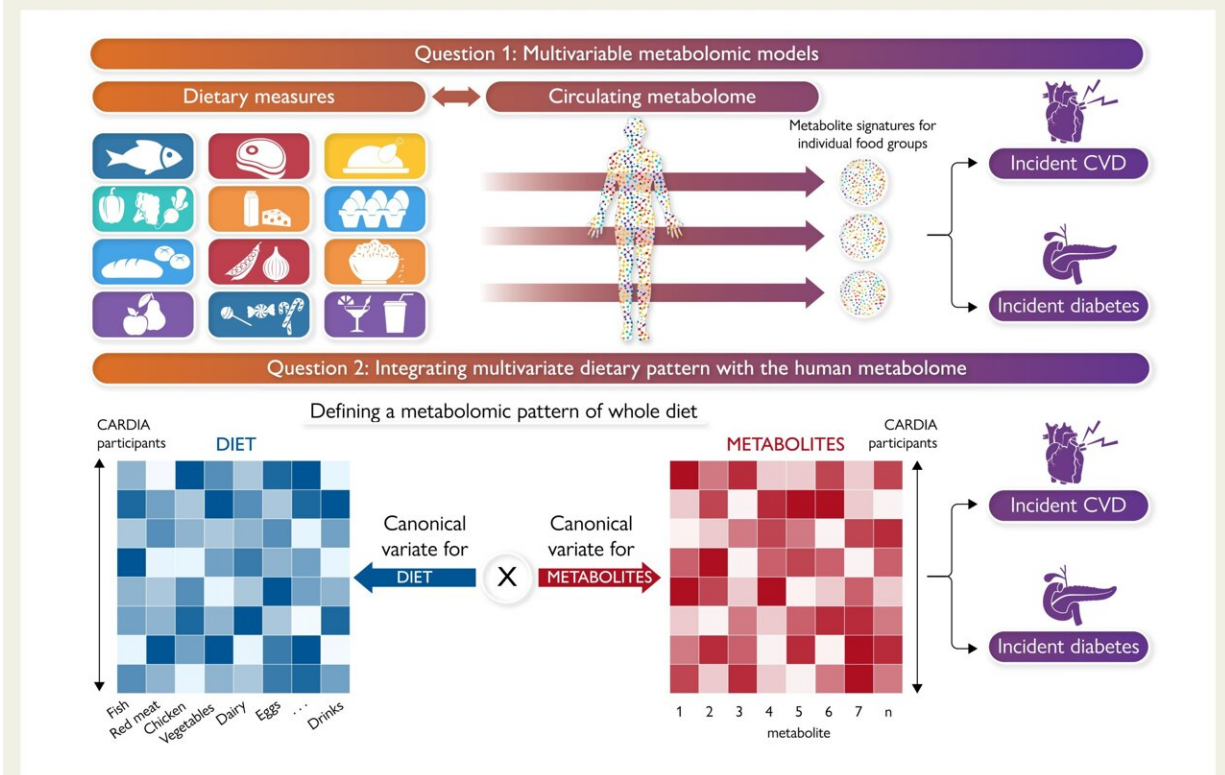 Question 1: Multivariable metabolomic models
Dietary measures
Circulating metabolome
Metabolite signatures for
individual food groups
Incident CVD
Incident diabetes
Question 2: Integrating multivariate dietary pattern with the human metabolome
Defining a metabolomic pattern of whole diet
CARDIA
participants
DIET
METABOLITES
CARDIA
participants
Canonical
variate for
DIET
X
Canonical
variate for
METABOLITES
Incident CVD
Incident diabetes
Fish
Red meat
Chicken
Vegetables
Dairy
Eggs
...
Drinks
1 2 3 4 5 6 7 n
metabolite